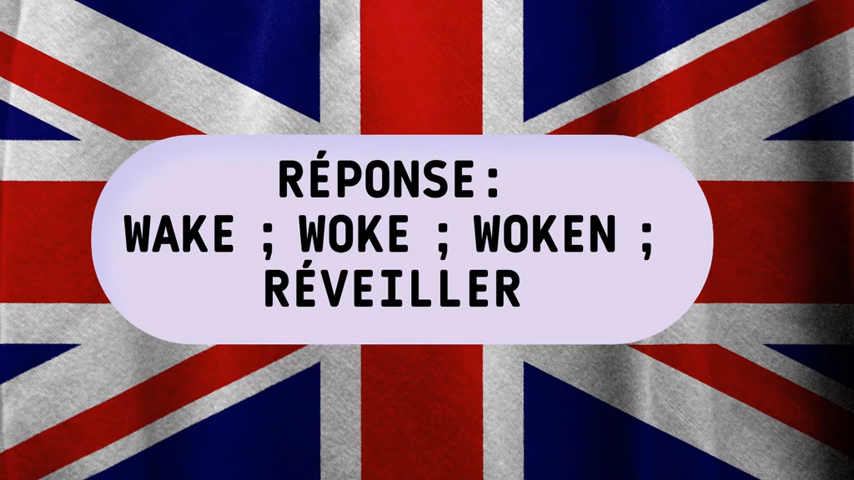 RÉPONSE:
WAKE ; WOKE ; WOKEN ;
RÉVEILLER